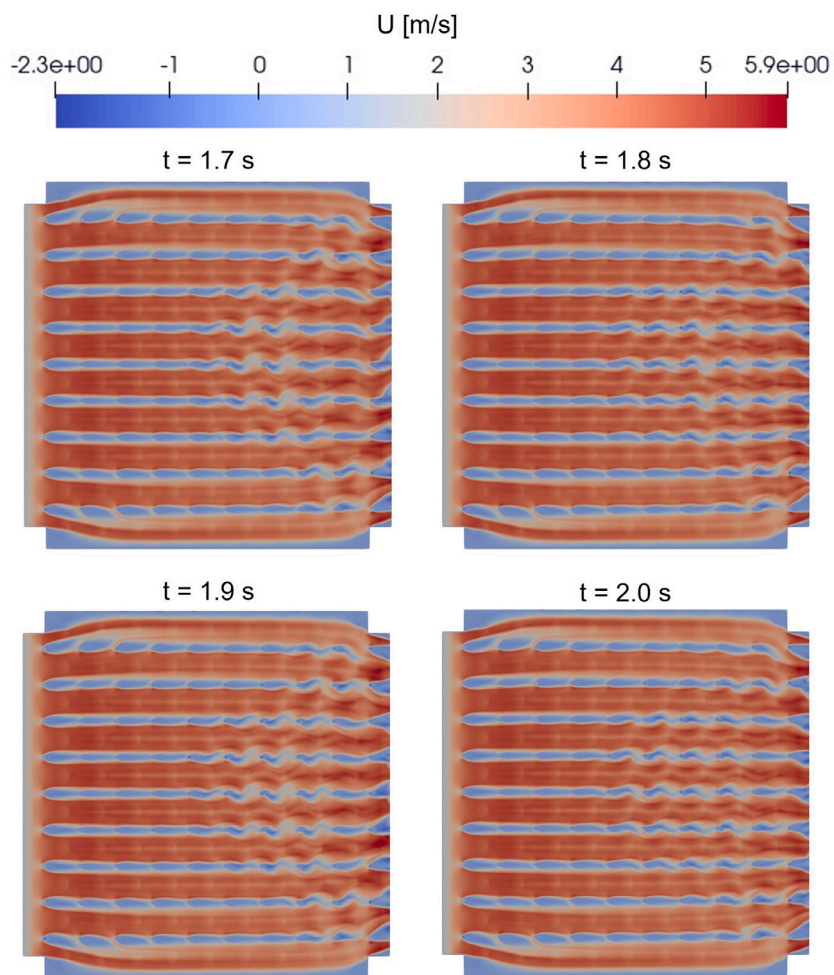 U [m/s]
-2.3e+00 -1 0 1 2 3 4 5 5.9e+00
t = 1.7 s t = 1.8 s
t = 1.9 s t = 2.0 s